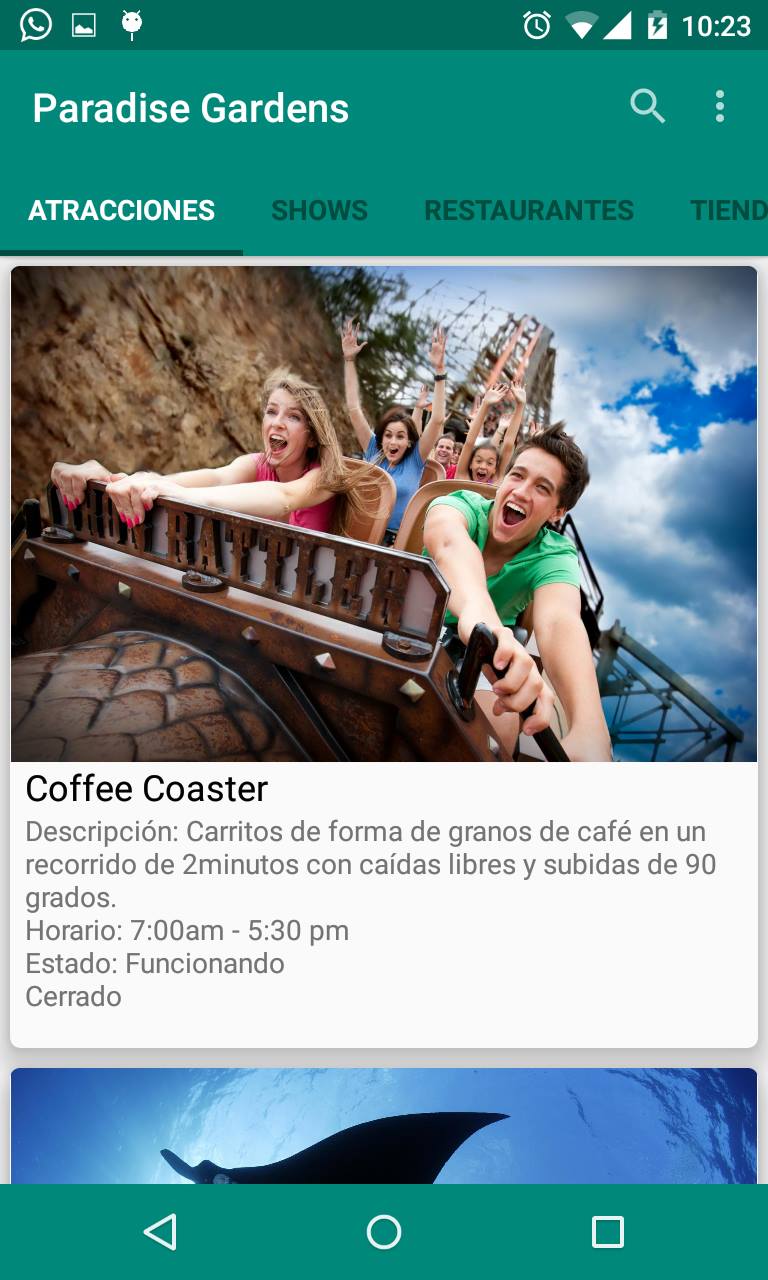 10:23
Paradise Gardens
ATRACCIONES SHOWS RESTAURANTES TIEND
Coffee Coaster
Descripción: Carritos de forma de granos de café en un
recorrido de 2minutos con caídas libres y subidas de 90
grados.
Horario: 7:00am - 5:30 pm
Estado: Funcionando
Cerrado